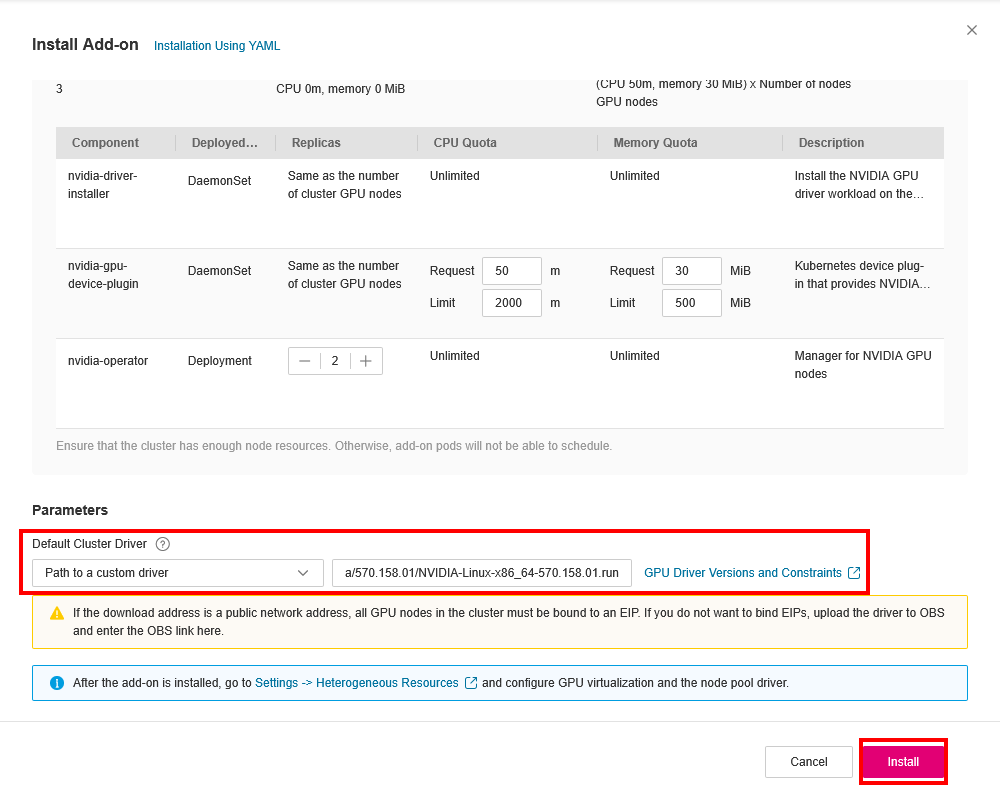 Install Add-on Installation Using YAML
3 CPU 0m, memory 0 MiB (CPU 50m, memory 30 MiB) x Number of nodes
GPU nodes
Component Deployed... Replicas CPU Quota Memory Quota Description
nvidia-driver-
installer
DaemonSet
Same as the number
of cluster GPU nodes
Unlimited
Unlimited
Install the NVIDIA GPU
driver workload on the...
nvidia-gpu-
device-plugin
DaemonSet
Same as the number
of cluster GPU nodes
Request 50 m
Limit 2000 m
Request 30 MiB
Limit 500 MiB
Kubernetes device plug-
in that provides NVIDIA...
nvidia-operator
Deployment
2
Unlimited
Unlimited
Manager for NVIDIA GPU
nodes
Ensure that the cluster has enough node resources. Otherwise, add-on pods will not be able to schedule.
Parameters
Default Cluster Driver ?
Path to a custom driver a/570.158.01/NVIDIA-Linux-x86_64-570.158.01.run GPU Driver Versions and Constraints
If the download address is a public network address, all GPU nodes in the cluster must be bound to an EIP. If you do not want to bind EIPs, upload the driver to OBS
and enter the OBS link here.
After the add-on is installed, go to Settings -> Heterogeneous Resources and configure GPU virtualization and the node pool driver.
Cancel Install